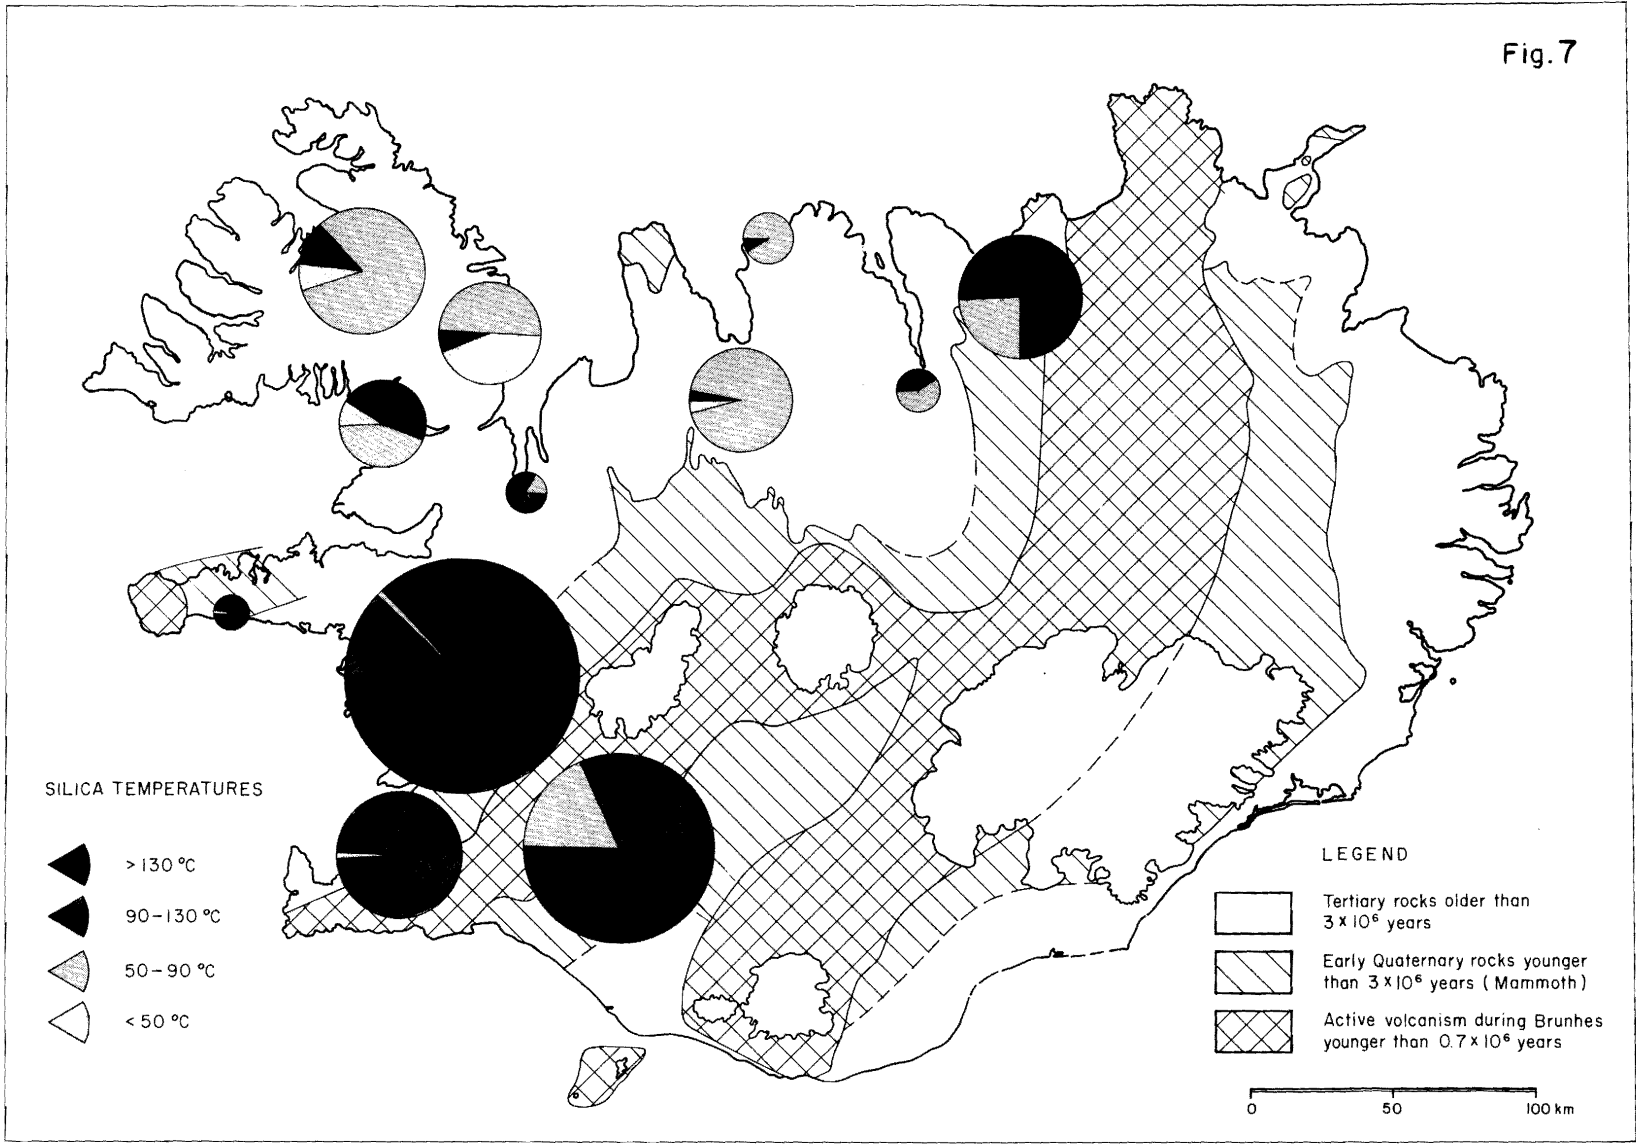 Fig. 7
SILICA TEMPERATURES
> 130 °C
90–130 °C
50–90 °C
< 50 °C
LEGEND
Tertiary rocks older than
3 x 10⁶ years
Early Quaternary rocks younger
than 3 x 10⁶ years ( Mammoth )
Active volcanism during Brunhes
younger than 0.7 x 10⁶ years
0 50 100 km